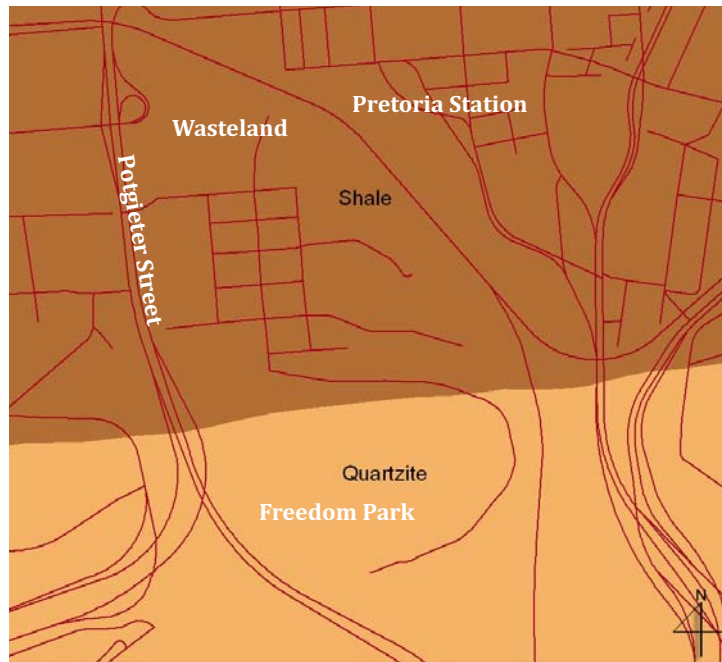 Pretoria Station
Wasteland
Potgieter Street
Shale
Quartzite
Freedom Park
N